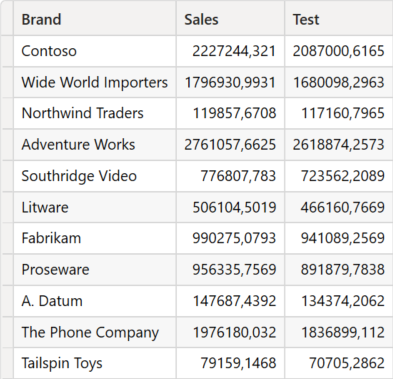 Brand Sales Test
Contoso 2227244,321 2087000,6165
Wide World Importers 1796930,9931 1680098,2963
Northwind Traders 119857,6708 117160,7965
Adventure Works 2761057,6625 2618874,2573
Southridge Video 776807,783 723562,2089
Litware 506104,5019 466160,7669
Fabrikam 990275,0793 941089,2569
Proseware 956335,7569 891879,7838
A. Datum 147687,4392 134374,2062
The Phone Company 1976180,032 1836899,112
Tailspin Toys 79159,1468 70705,2862